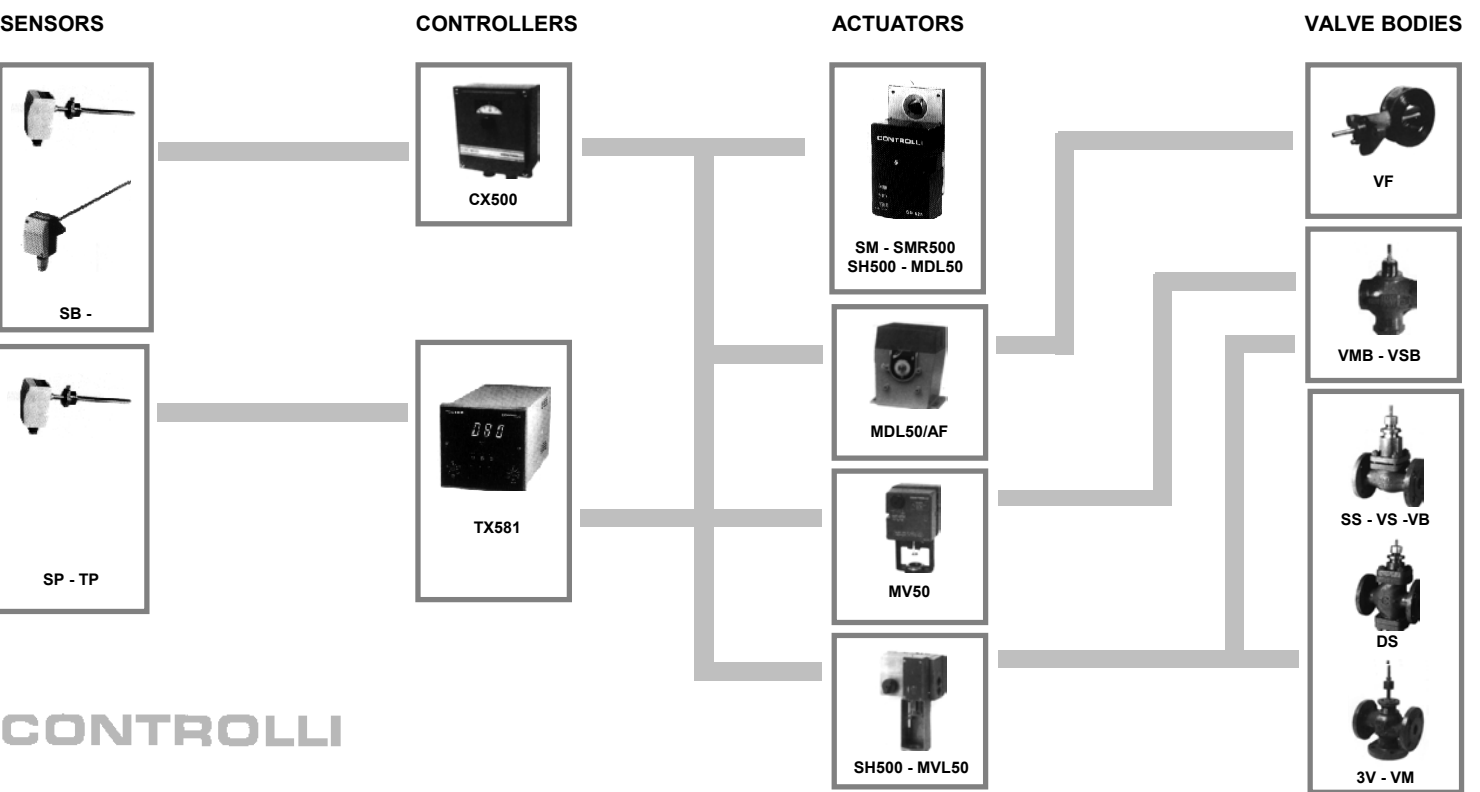 SENSORS
CONTROLLERS
ACTUATORS
VALVE BODIES
SB -
SP - TP
CX500
TX581
CONTROLLI
SM - SMR500
SH500 - MDL50
MDL50/AF
MV50
SH500 - MVL50
VF
VMB - VSB
SS - VS -VB
DS
3V - VM
CONTROLLI